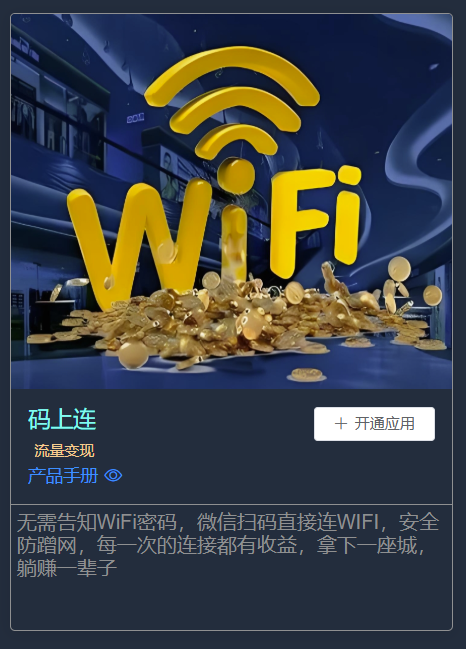 WiFi
码上连
+ 开通应用
流量变现
产品手册
无需告知WiFi密码，微信扫码直接连WIFI，安全
防蹭网，每一次的连接都有收益，拿下一座城，
躺赚一辈子